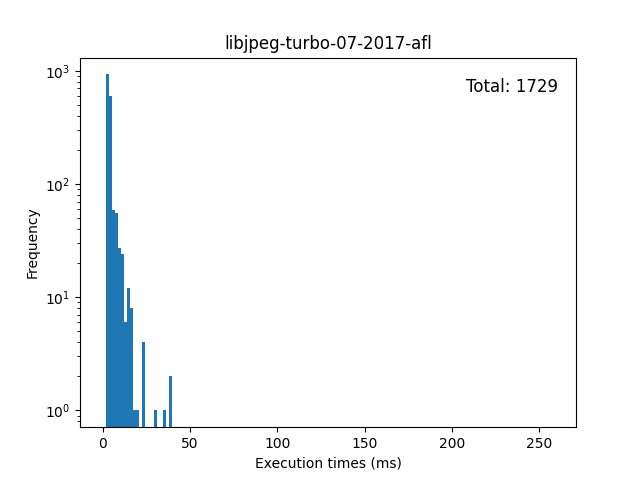 libjpeg-turbo-07-2017-afl
Total: 1729
Frequency
10³
10²
10¹
10⁰
0 50 100 150 200 250
Execution times (ms)